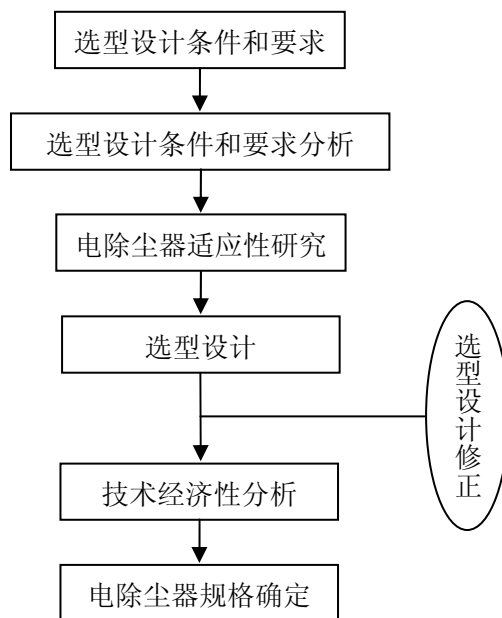 选型设计条件和要求
选型设计条件和要求分析
电除尘器适应性研究
选型设计
选型设计修正
技术经济性分析
电除尘器规格确定